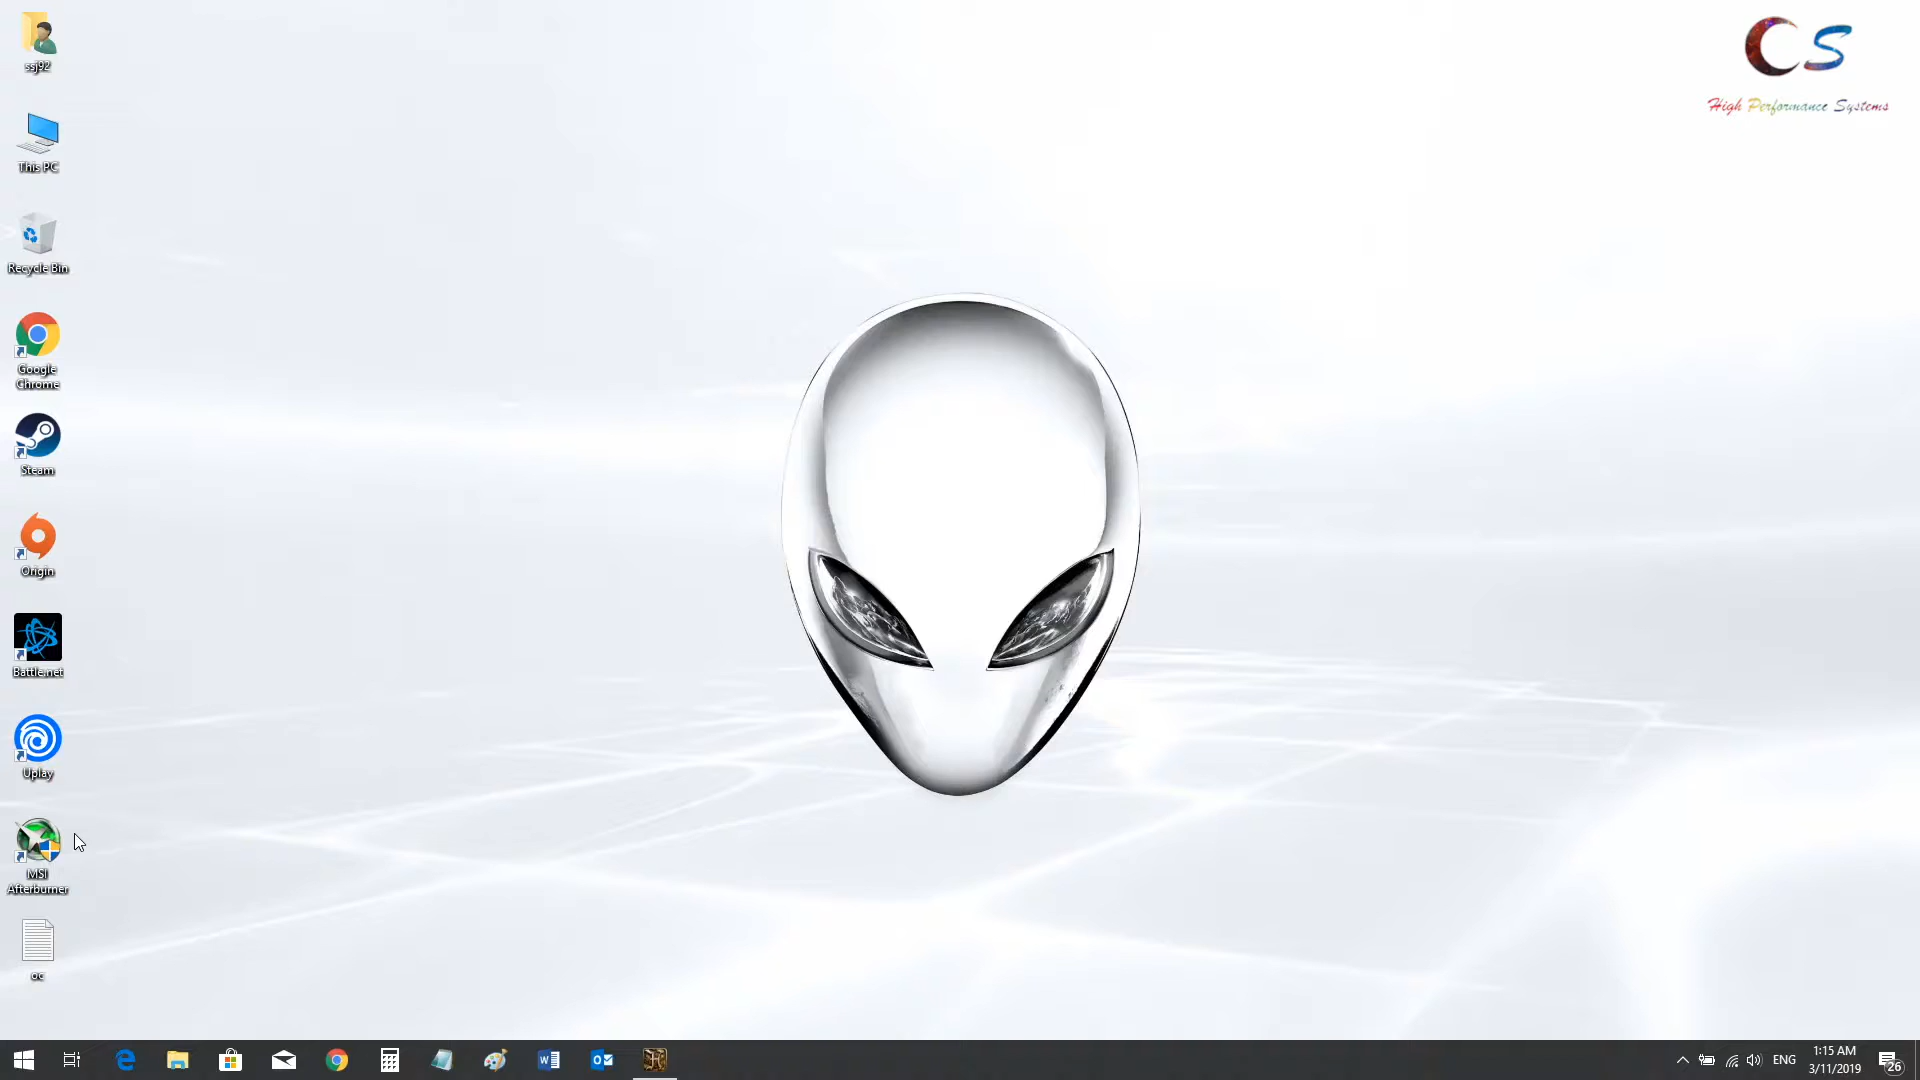 ssj92
This PC
Recycle Bin
Google
Chrome
Steam
Origin
Battle.net
Uplay
MSI
Afterburner
oc
CS
High Performance Systems
ENG
1:15 AM
3/11/2019
26